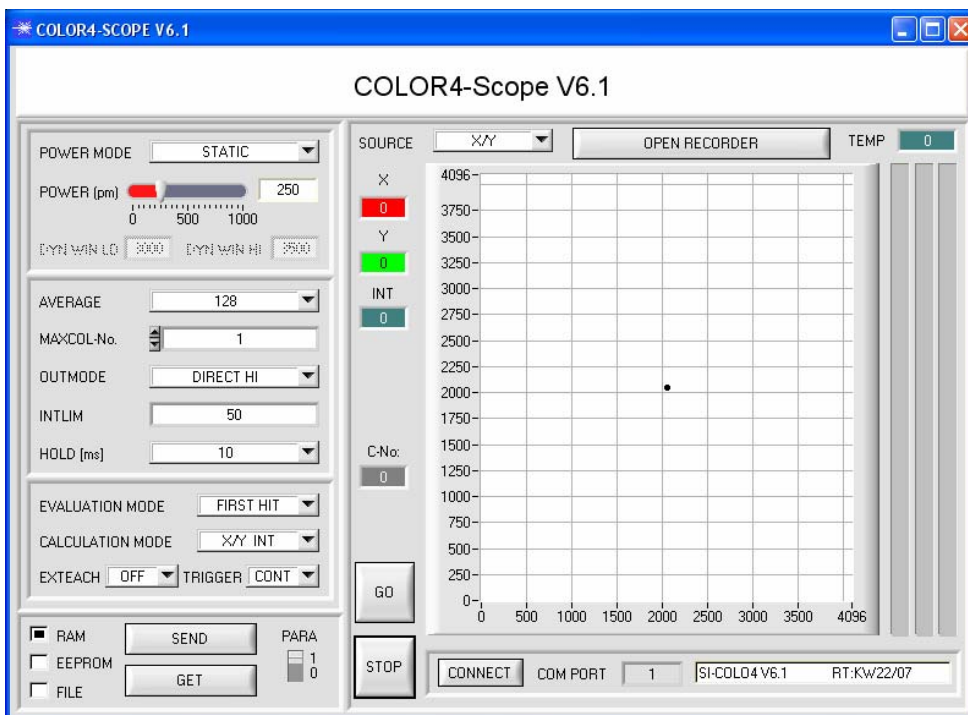 COLOR4-SCOPE V6.1
COLOR4-Scope V6.1
POWER MODE STATIC
POWER (pm) 250
0 500 1000
DYN WIN LO 3000 DYN WIN HI 3500
AVERAGE 128
MAXCOL-No. 1
OUTMODE DIRECT HI
INTLIM 50
HOLD [ms] 10
EVALUATION MODE FIRST HIT
CALCULATION MODE X/Y INT
EXTEACH OFF TRIGGER CONT
RAM
EEPROM
FILE
SEND
GET
PARA
1
0
SOURCE X/Y OPEN RECORDER TEMP 0
X
0
Y
0
INT
0
C-No:
0
GO
STOP
4096
3750
3500
3250
3000
2750
2500
2250
2000
1750
1500
1250
1000
750
500
250
0
0 500 1000 1500 2000 2500 3000 3500 4096
CONNECT COM PORT 1 SI-COLO4 V6.1 RT:KW22/07